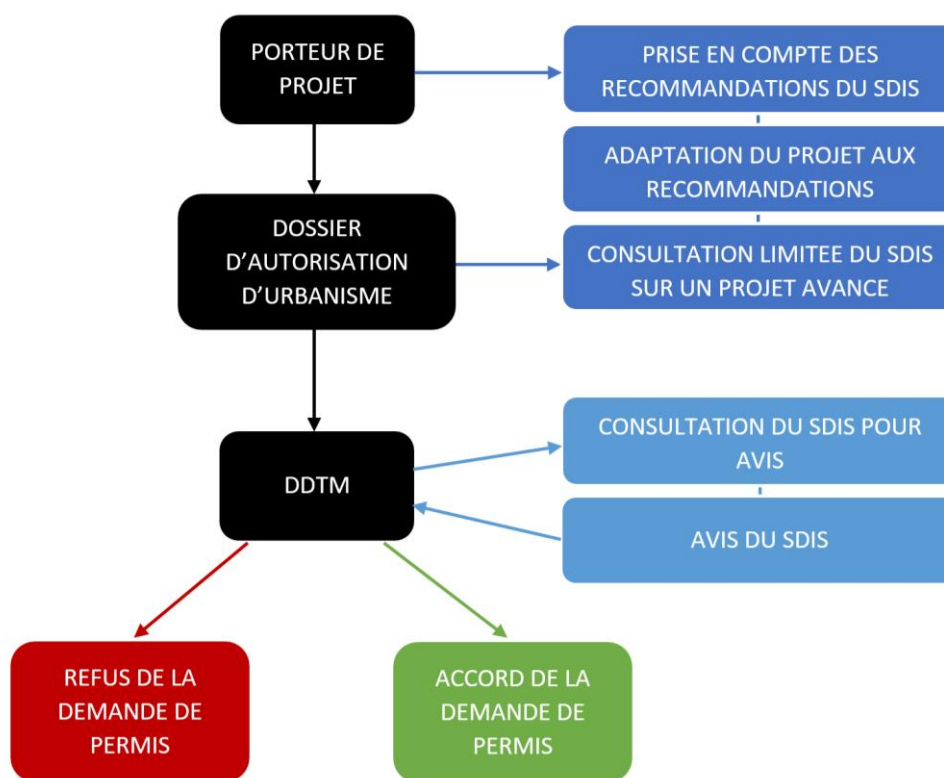 PORTEUR DE
PROJET
PRISE EN COMPTE DES
RECOMMANDATIONS DU SDIS
ADAPTATION DU PROJET AUX
RECOMMANDATIONS
DOSSIER
D’AUTORISATION
D’URBANISME
CONSULTATION LIMITEE DU SDIS
SUR UN PROJET AVANCE
CONSULTATION DU SDIS POUR
AVIS
DDTM
AVIS DU SDIS
REFUS DE LA
DEMANDE DE
PERMIS
ACCORD DE LA
DEMANDE DE
PERMIS